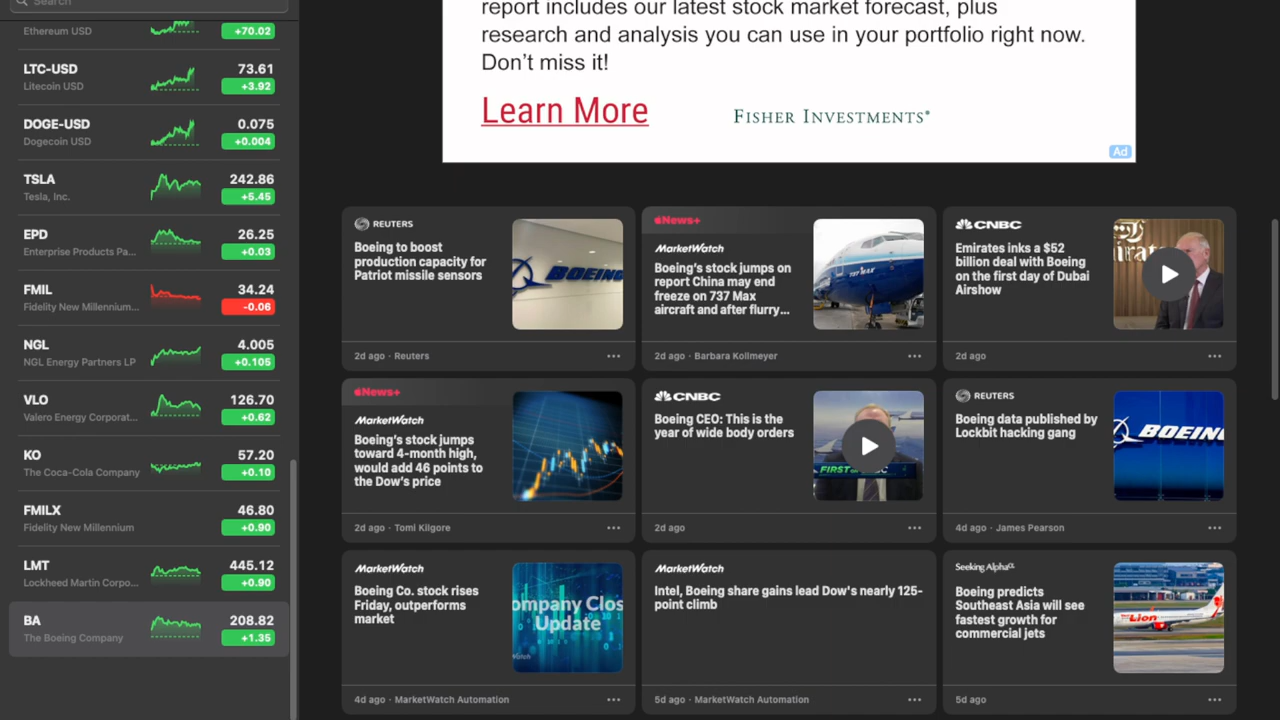 Search
Ethereum USD
+70.02
LTC-USD
73.61
Litecoin USD
+3.92
DOGE-USD
0.075
Dogecoin USD
+0.004
TSLA
242.86
Tesla, Inc.
+5.45
EPD
26.25
Enterprise Products Pa...
+0.03
FMIL
34.24
Fidelity New Millennium...
-0.06
NGL
4.005
NGL Energy Partners LP
+0.105
VLO
126.70
Valero Energy Corporat...
+0.62
KO
57.20
The Coca-Cola Company
+0.10
FMILX
46.80
Fidelity New Millennium
+0.90
LMT
445.12
Lockheed Martin Corpo...
+0.90
BA
208.82
The Boeing Company
+1.35
report includes our latest stock market forecast, plus
research and analysis you can use in your portfolio right now.
Don't miss it!
Learn More
FISHER INVESTMENTS®
Ad
REUTERS
Boeing to boost
production capacity for
Patriot missile sensors
BOEING
2d ago · Reuters
News+
MarketWatch
Boeing's stock jumps on
report China may end
freeze on 737 Max
aircraft and after flurry...
737 MAX
2d ago · Barbara Kollmeyer
CNBC
Emirates inks a $52
billion deal with Boeing
on the first day of Dubai
Airshow
2d ago
News+
MarketWatch
Boeing's stock jumps
toward 4-month high,
would add 46 points to
the Dow's price
2d ago · Tomi Kilgore
CNBC
Boeing CEO: This is the
year of wide body orders
FIRST
2d ago
REUTERS
Boeing data published by
Lockbit hacking gang
BOEING
4d ago · James Pearson
MarketWatch
Boeing Co. stock rises
Friday, outperforms
market
ompany Clos
Update
4d ago · MarketWatch Automation
MarketWatch
Intel, Boeing share gains lead Dow's nearly 125-
point climb
5d ago · MarketWatch Automation
Seeking Alpha
Boeing predicts
Southeast Asia will see
fastest growth for
commercial jets
Lion
5d ago